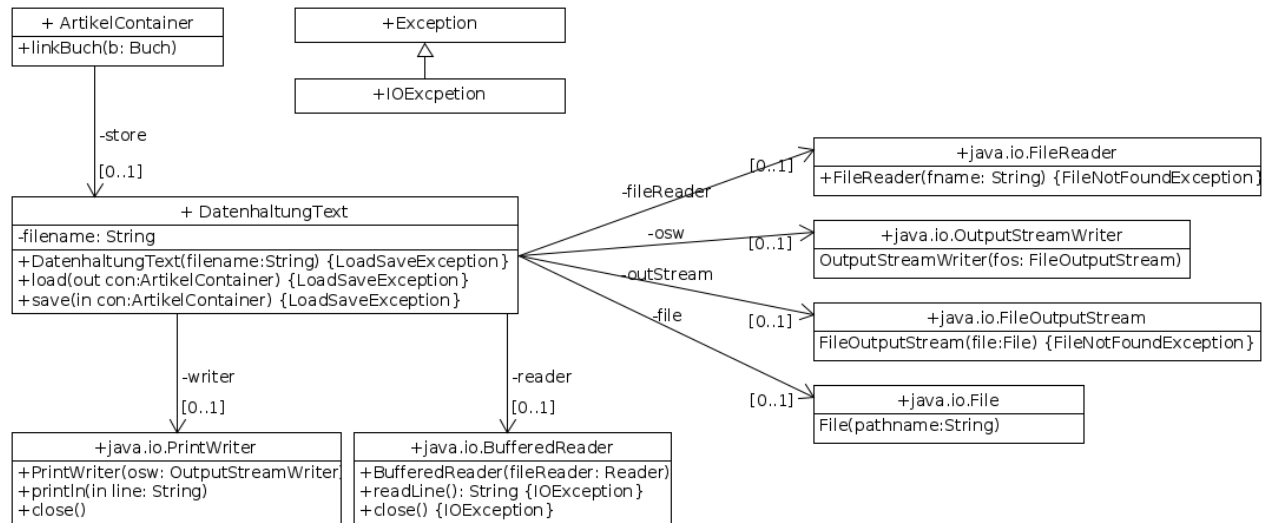 + ArtikelContainer
+linkBuch(b: Buch)
+Exception
+IOExcpetion
-store
[0..1]
+ DatenhaltungText
-filename: String
+DatenhaltungText(filename:String) {LoadSaveException}
+load(out con:ArtikelContainer) {LoadSaveException}
+save(in con:ArtikelContainer) {LoadSaveException}
-fileReader
[0..1]
+java.io.FileReader
+FileReader(fname: String) {FileNotFoundException}
-osw
[0..1]
+java.io.OutputStreamWriter
OutputStreamWriter(fos: FileOutputStream)
-outStream
[0..1]
+java.io.FileOutputStream
FileOutputStream(file:File) {FileNotFoundException}
-file
[0..1]
+java.io.File
File(pathname:String)
-writer
[0..1]
+java.io.PrintWriter
+PrintWriter(osw: OutputStreamWriter)
+println(in line: String)
+close()
-reader
[0..1]
+java.io.BufferedReader
+BufferedReader(fileReader: Reader)
+readLine(): String {IOException}
+close() {IOException}